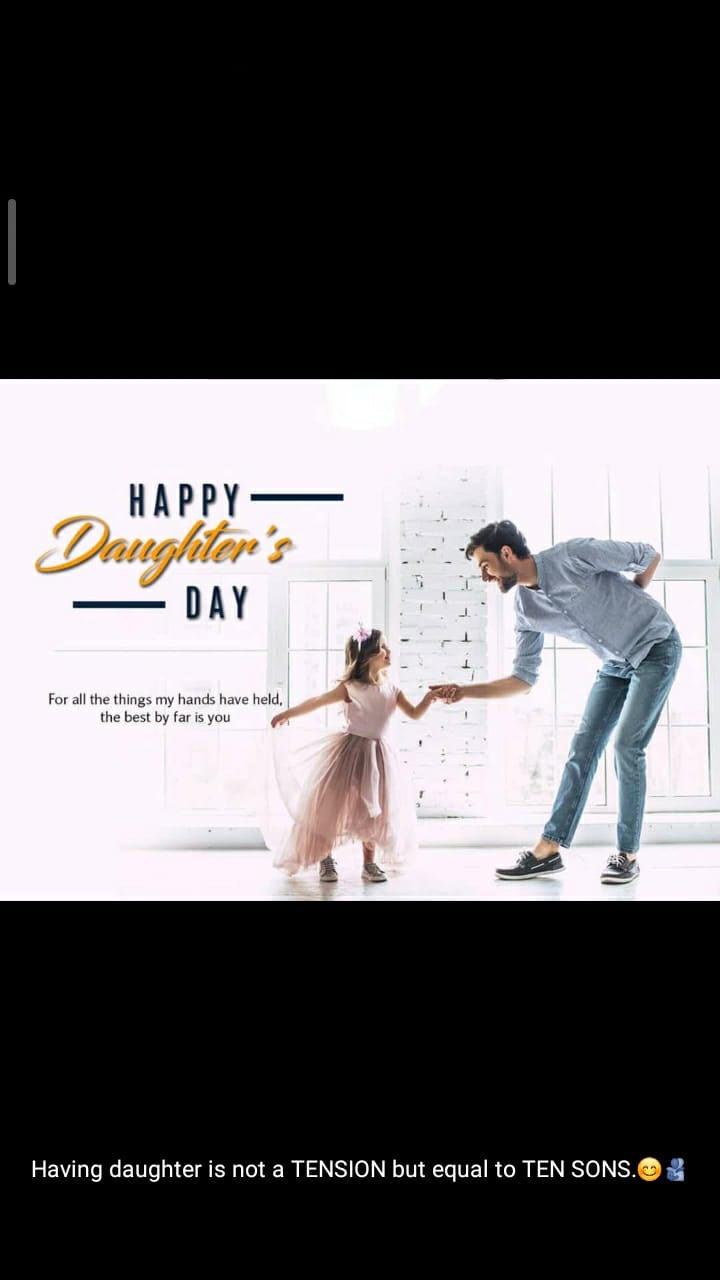 HAPPY
Daughter's
DAY
For all the things my hands have held,
the best by far is you
Having daughter is not a TENSION but equal to TEN SONS.😊🫂